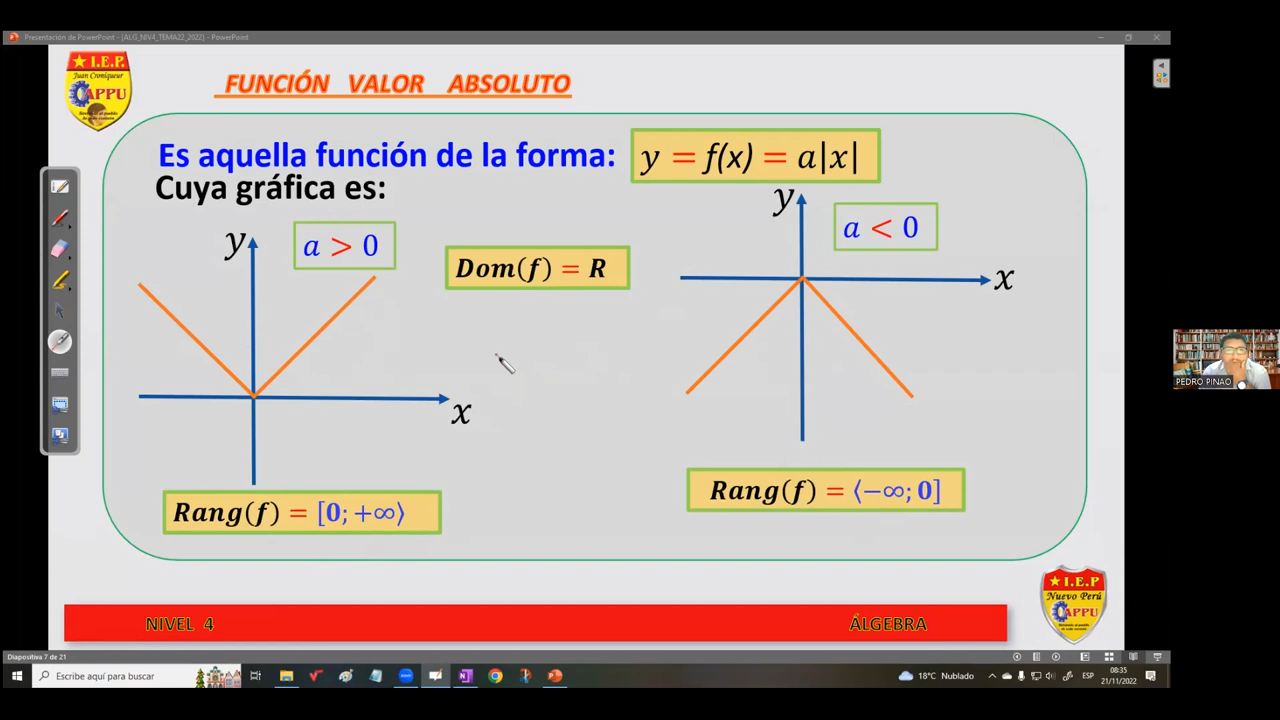 Presentación de PowerPoint - [ALG_NIV4_TEMA22_2022] - PowerPoint
I.E.P.
Juan Croniqueur
CAPPU
FUNCIÓN VALOR ABSOLUTO
Es aquella función de la forma: y = f(x) = a|x|
Cuya gráfica es:
y
a > 0
Dom(f) = R
x
Rang(f) = [0; +∞⟩
y
a < 0
x
Rang(f) = ⟨−∞; 0]
PEDRO PINAO
I.E.P
Nuevo Perú
CAPPU
NIVEL 4
ÁLGEBRA
Diapositiva 7 de 21
Escribe aquí para buscar
18°C Nublado
ESP
08:35
21/11/2022